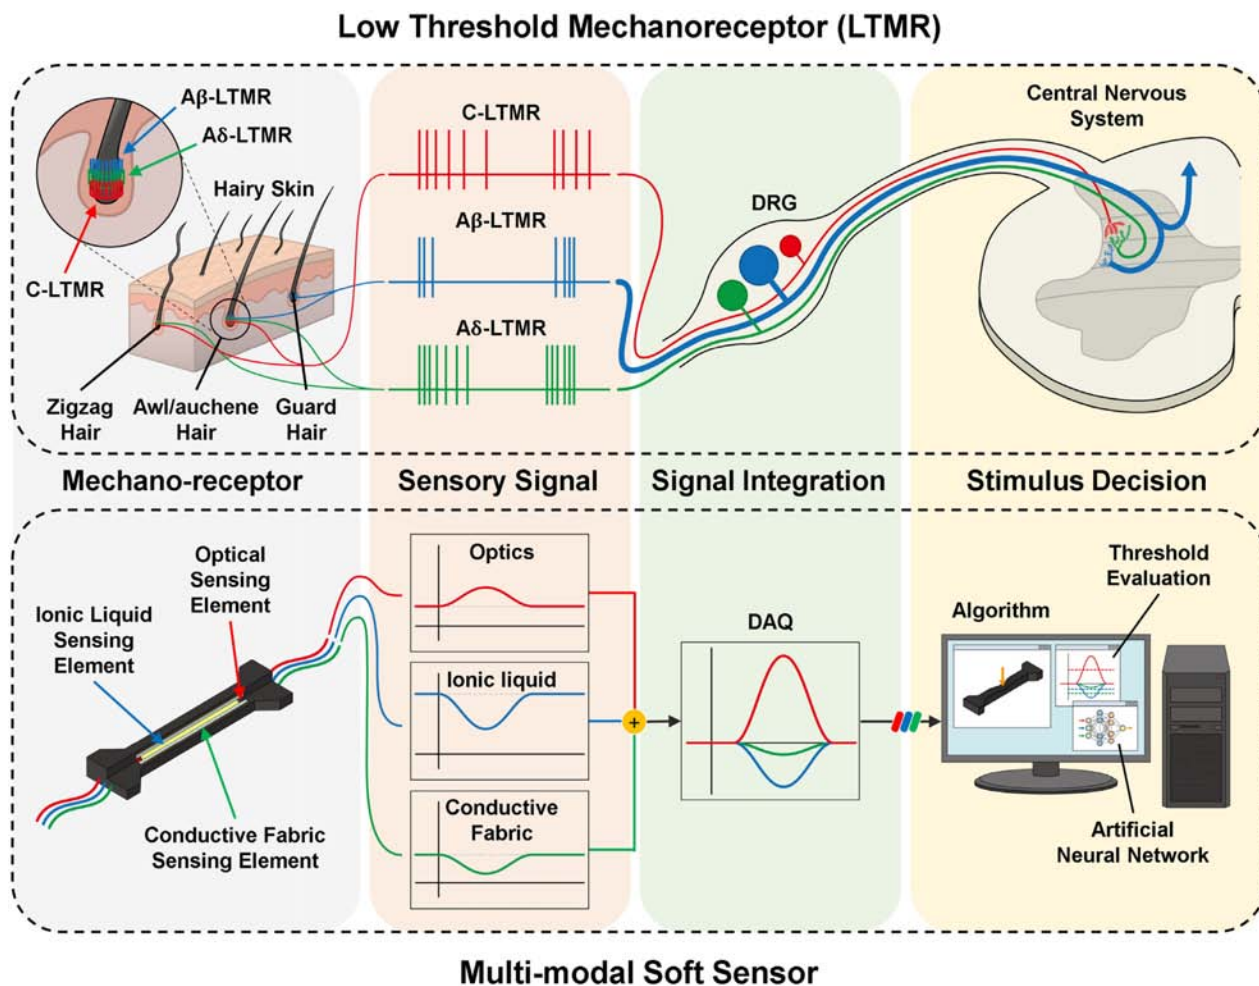 Low Threshold Mechanoreceptor (LTMR)
Aβ-LTMR
Aδ-LTMR
Hairy Skin
C-LTMR
Zigzag
Hair
Awl/auchene
Hair
Guard
Hair
C-LTMR
Aβ-LTMR
Aδ-LTMR
DRG
Central Nervous
System
Mechano-receptor
Sensory Signal
Signal Integration
Stimulus Decision
Optical
Sensing
Element
Ionic Liquid
Sensing
Element
Conductive Fabric
Sensing Element
Optics
Ionic liquid
Conductive
Fabric
+
DAQ
Threshold
Evaluation
Algorithm
Artificial
Neural Network
Multi-modal Soft Sensor